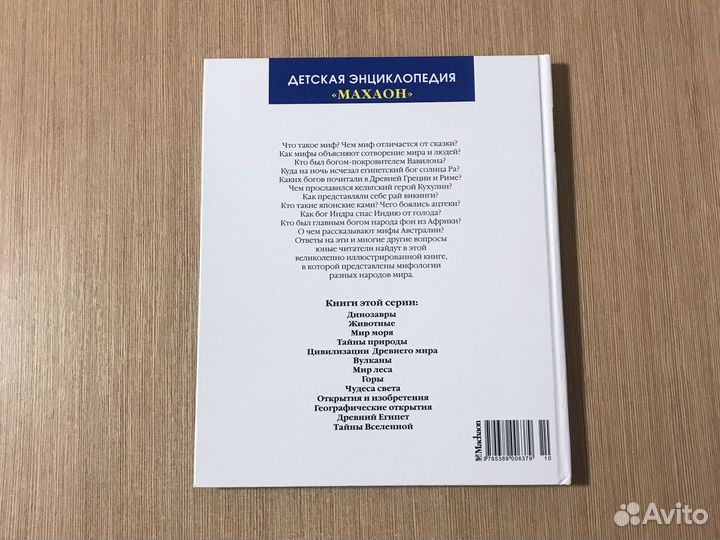 ДЕТСКАЯ ЭНЦИКЛОПЕДИЯ
«МАХАОН»
Что такое миф? Чем миф отличается от сказки?
Как мифы объясняют сотворение мира и людей?
Кто был богом-покровителем Вавилона?
Куда на ночь исчезал египетский бог солнца Ра?
Каких богов почитали в Древней Греции и Риме?
Чем прославился кельтский герой Кухулин?
Как представляли себе рай викинги?
Кто такие японские ками? Чего боялись ацтеки?
Как бог Индра спас Индию от голода?
Кто был главным богом народа фон из Африки?
О чем рассказывают мифы Австралии?
Ответы на эти и многие другие вопросы
юные читатели найдут в этой
великолепно иллюстрированной книге,
в которой представлены мифологии
разных народов мира.
Книги этой серии:
Динозавры
Животные
Мир моря
Тайны природы
Цивилизации Древнего мира
Вулканы
Мир леса
Горы
Чудеса света
Открытия и изобретения
Географические открытия
Древний Египет
Тайны Вселенной
Machaon
9 785389 008379
10
Avito